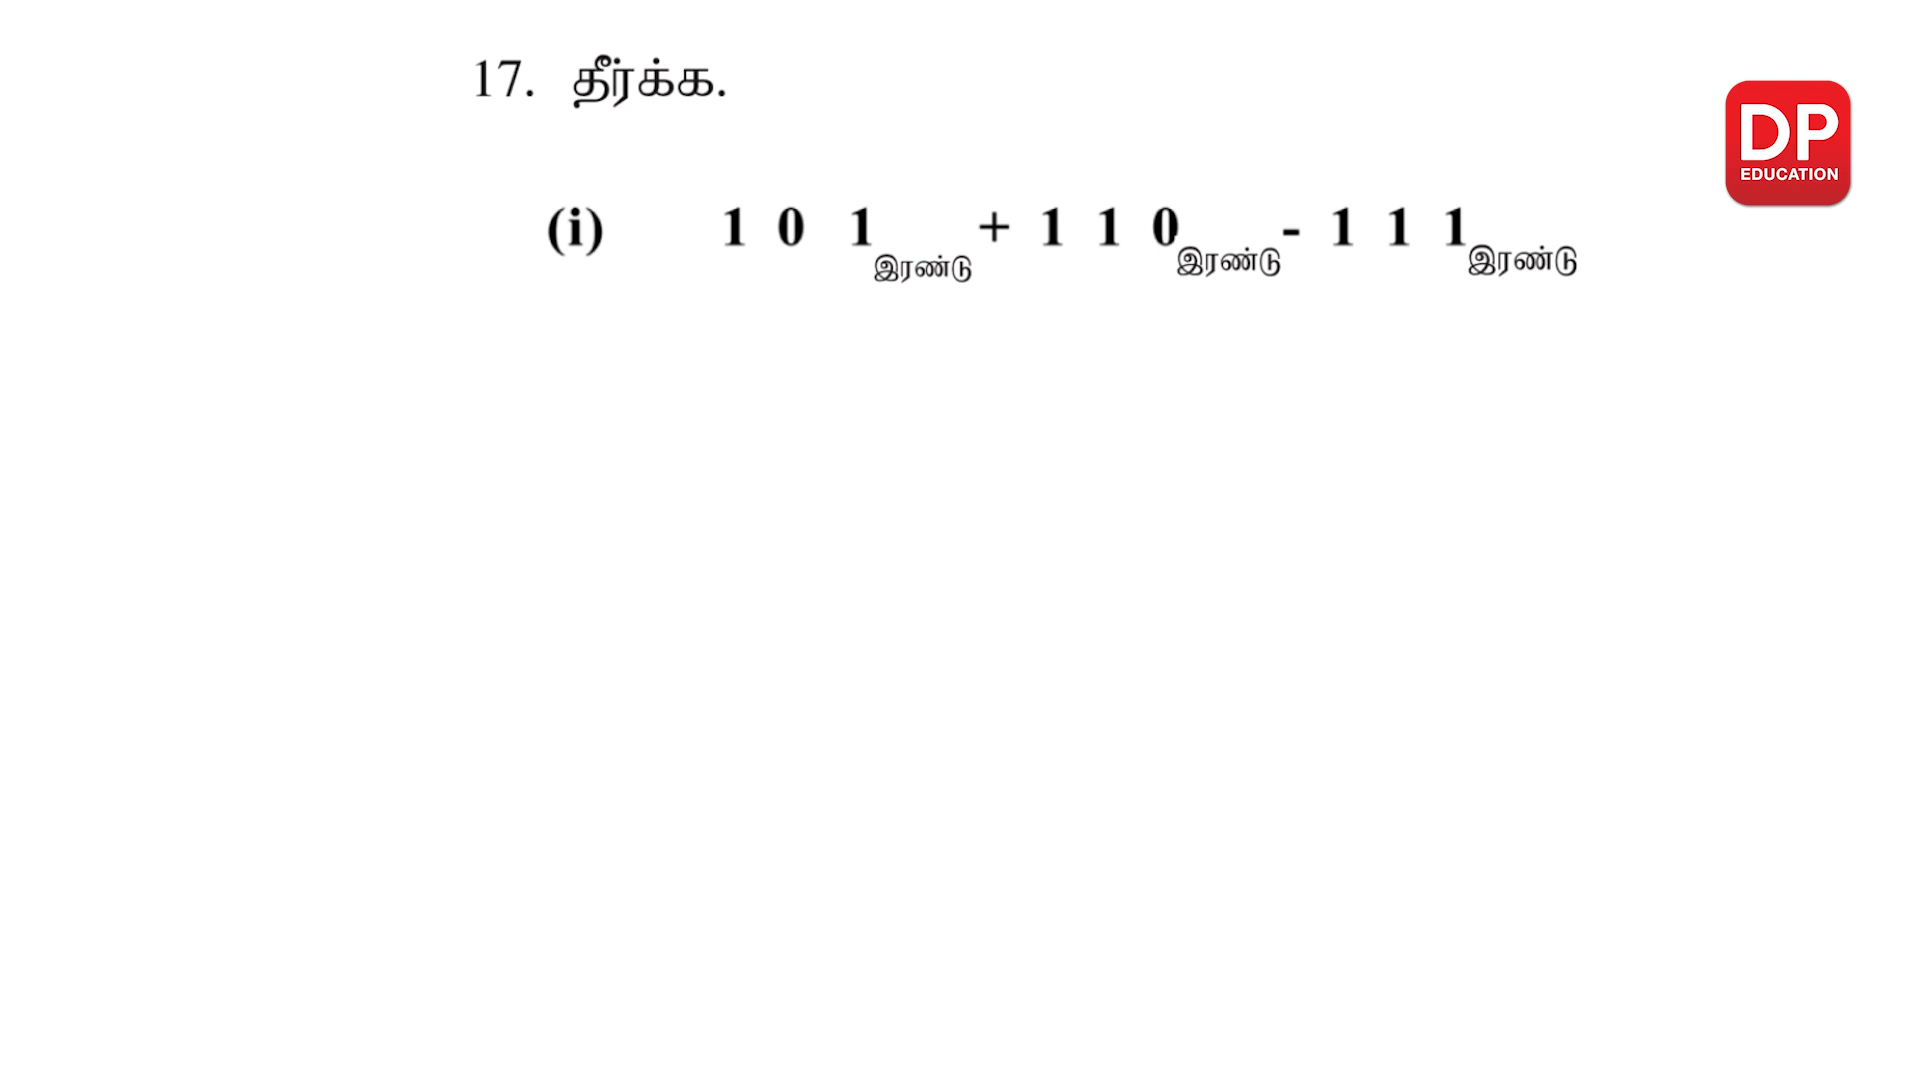 17. தீர்க்க.
DP
EDUCATION
(i) 1 0 1இரண்டு + 1 1 0இரண்டு - 1 1 1இரண்டு